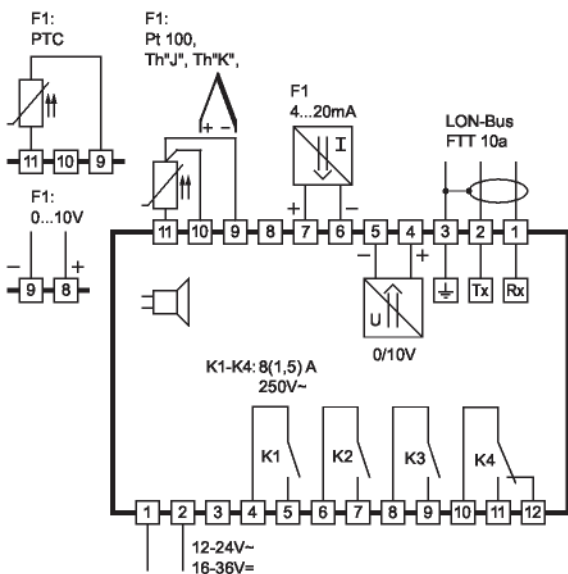 F1:
PTC
11 10 9
F1:
0...10V
– +
9 8
F1:
Pt 100,
Th"J", Th"K",
+ –
F1
4...20mA
I
+ –
LON-Bus
FTT 10a
11 10 9 8 7 6 5 4 3 2 1
– +
U
0/10V
Tx Rx
K1-K4: 8(1,5) A
250V~
K1 K2 K3 K4
1 2 3 4 5 6 7 8 9 10 11 12
12-24V~
16-36V=